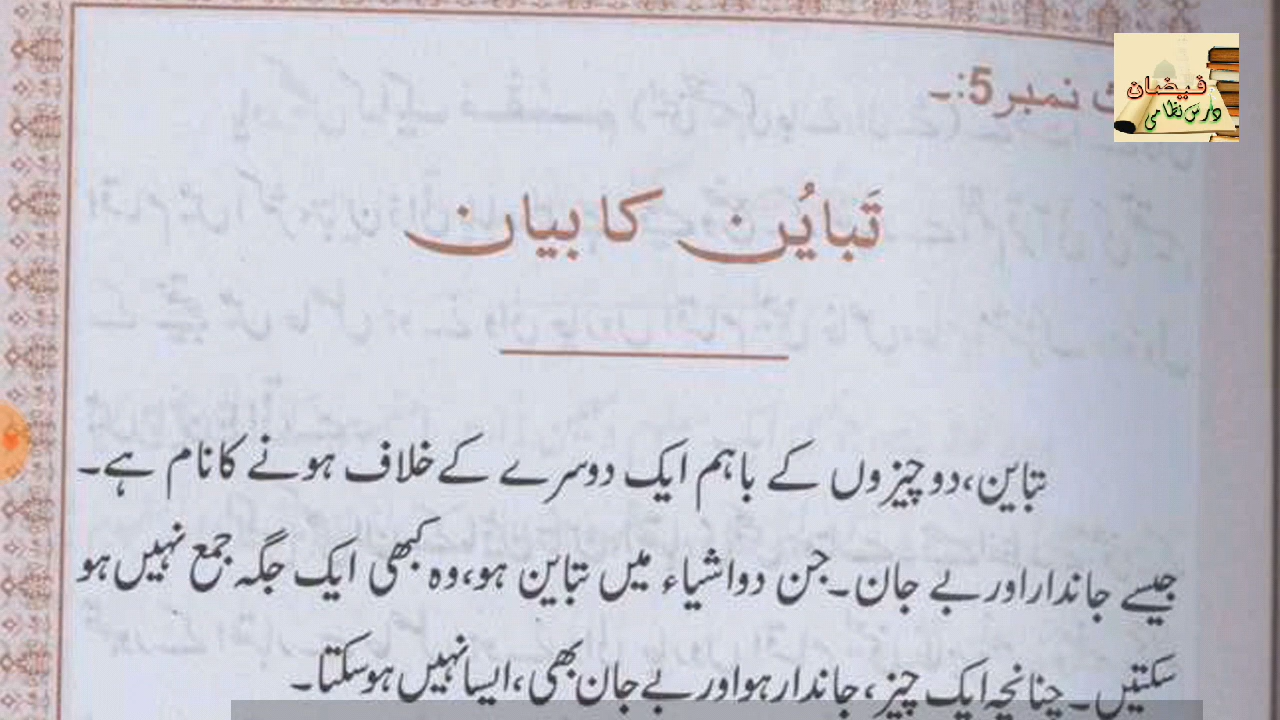 نمبر 5:۔
فیضان
درس نظامی
تَبایُن کا بیان
تباین، دو چیزوں کے باہم ایک دوسرے کے خلاف ہونے کا نام ہے۔
جیسے جاندار اور بے جان۔ جن دو اشیاء میں تباین ہو، وہ کبھی ایک جگہ جمع نہیں ہو
سکتیں۔ چنانچہ ایک چیز، جاندار ہو اور بے جان بھی، ایسا نہیں ہو سکتا۔